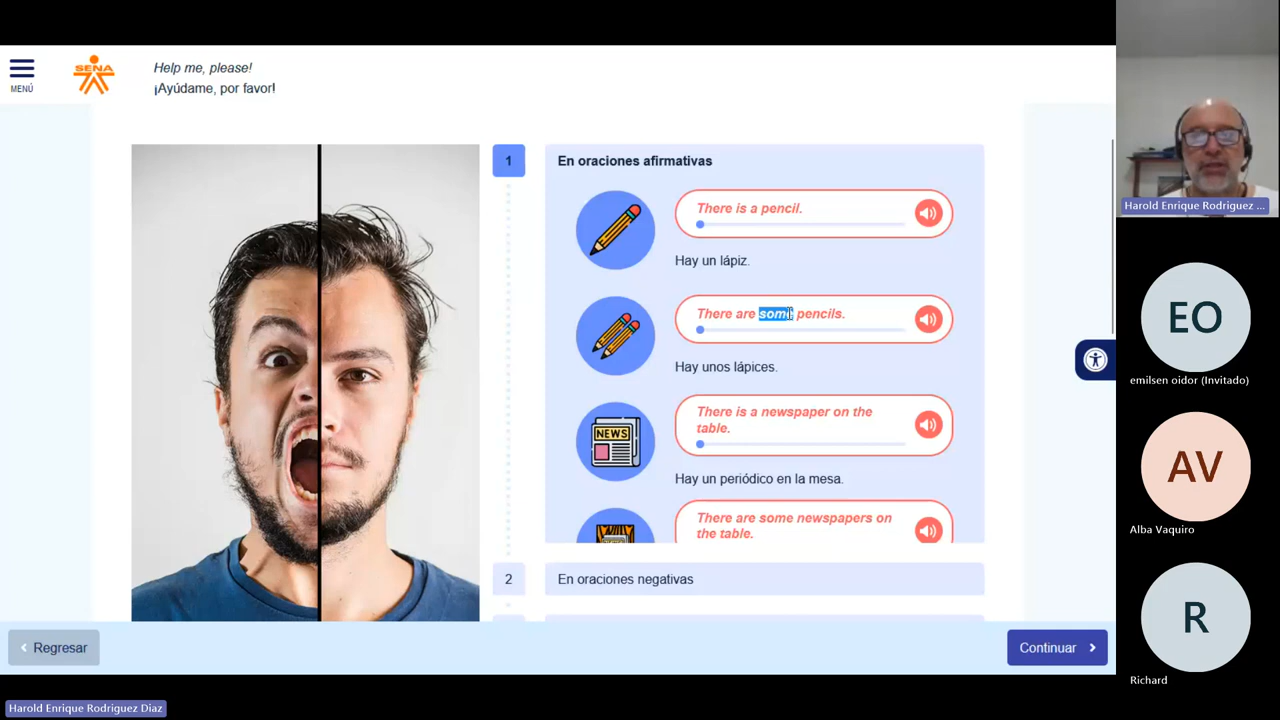 MENÚ
SENA
Help me, please!
¡Ayúdame, por favor!
1
En oraciones afirmativas
There is a pencil.
Hay un lápiz.
There are some pencils.
Hay unos lápices.
NEWS
There is a newspaper on the
table.
Hay un periódico en la mesa.
There are some newspapers on
the table.
2
En oraciones negativas
Regresar
Continuar
Harold Enrique Rodriguez Diaz
Harold Enrique Rodriguez ...
EO
emilsen oidor (Invitado)
AV
Alba Vaquiro
R
Richard